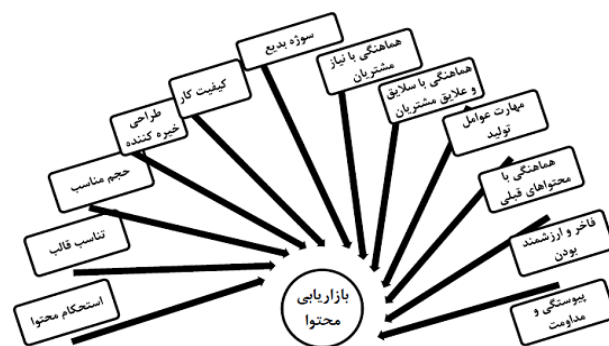 سوژه بدیع
هماهنگی با نیاز
مشتریان
هماهنگی با سلایق
و علایق مشتریان
مهارت عوامل
تولید
هماهنگی با
محتواهای قبلی
فاخر و ارزشمند
بودن
پیوستگی و
مداومت
کیفیت کار
طراحی
خیره کننده
حجم مناسب
تناسب قالب
استحکام محتوا
بازاریابی
محتوا